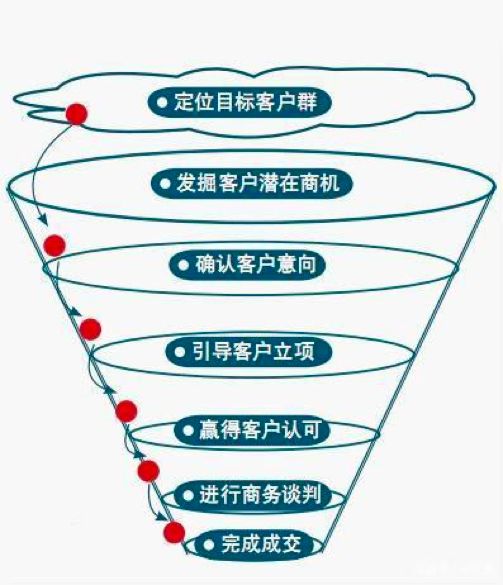 定位目标客户群
发掘客户潜在商机
确认客户意向
引导客户立项
赢得客户认可
进行商务谈判
完成成交